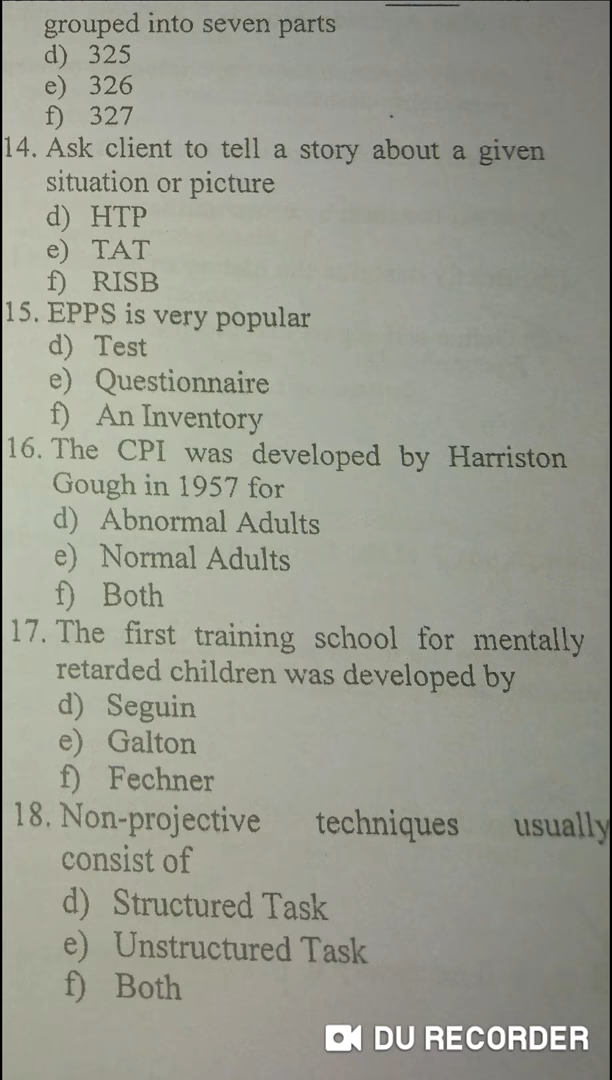 grouped into seven parts
d) 325
e) 326
f) 327
14. Ask client to tell a story about a given
situation or picture
d) HTP
e) TAT
f) RISB
15. EPPS is very popular
d) Test
e) Questionnaire
f) An Inventory
16. The CPI was developed by Harriston
Gough in 1957 for
d) Abnormal Adults
e) Normal Adults
f) Both
17. The first training school for mentally
retarded children was developed by
d) Seguin
e) Galton
f) Fechner
18. Non-projective techniques usually
consist of
d) Structured Task
e) Unstructured Task
f) Both
DU RECORDER